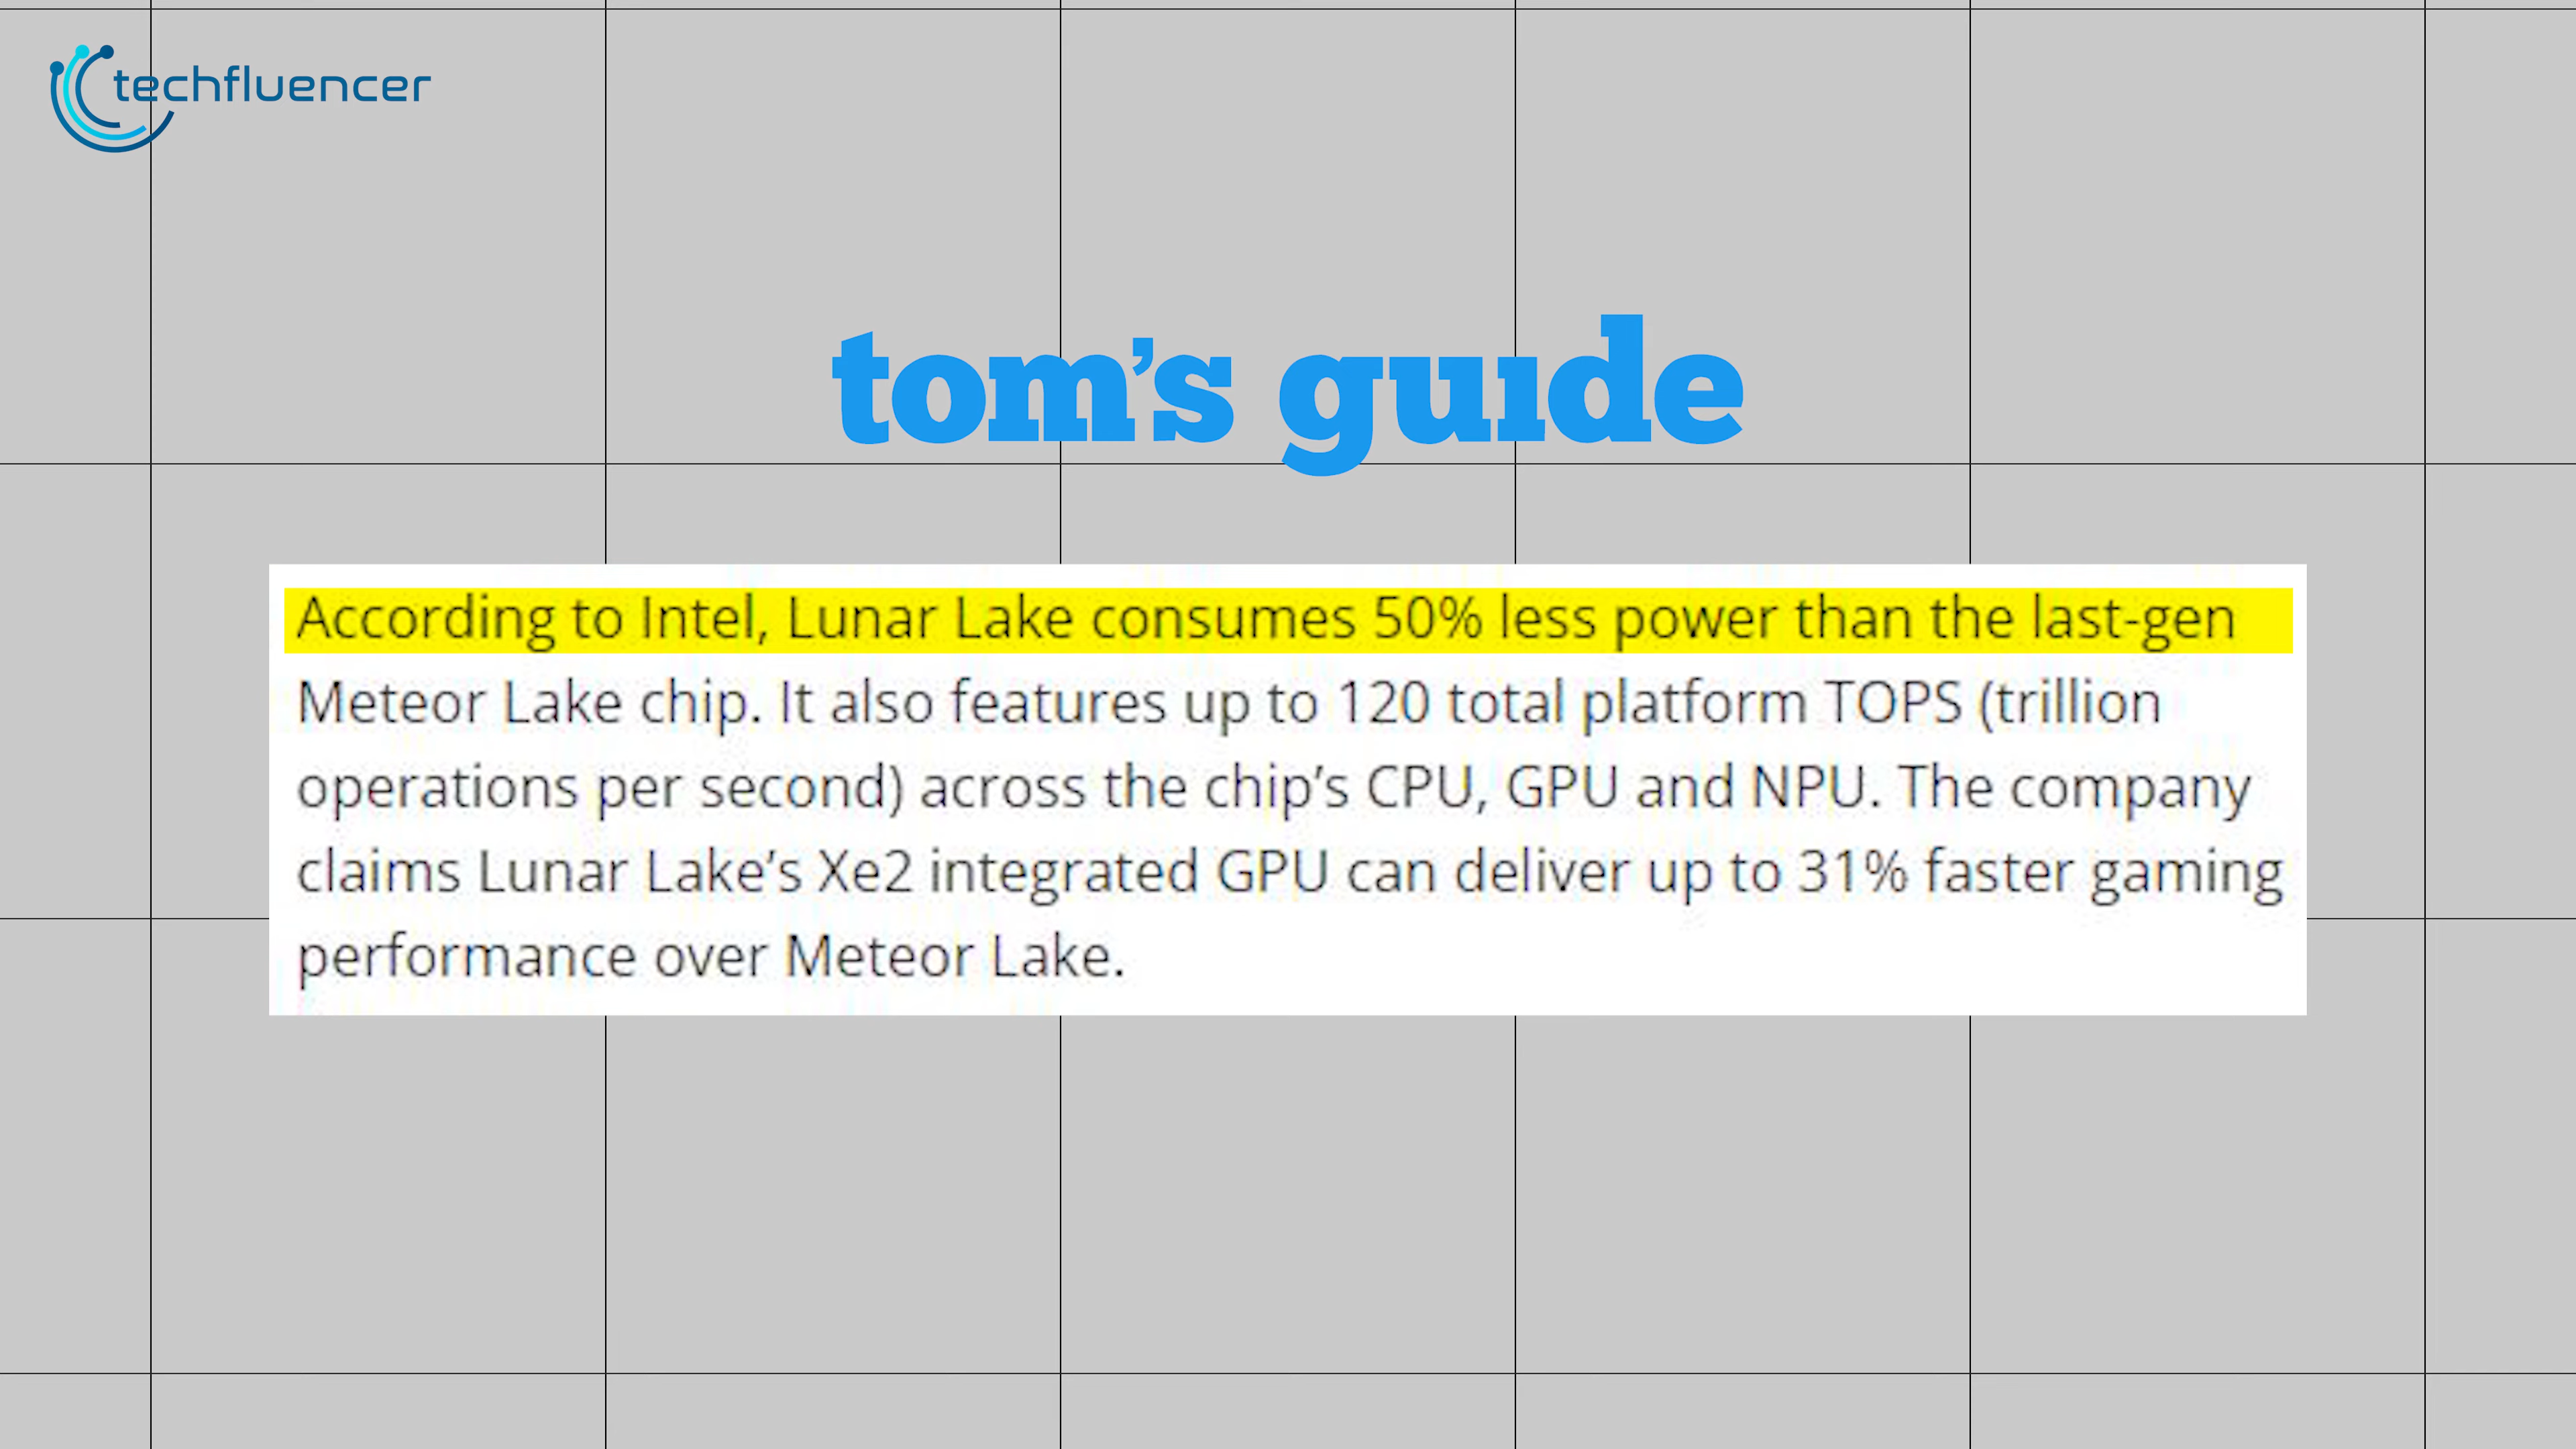 techfluencer
tom's guide
According to Intel, Lunar Lake consumes 50% less power than the last-gen
Meteor Lake chip. It also features up to 120 total platform TOPS (trillion
operations per second) across the chip's CPU, GPU and NPU. The company
claims Lunar Lake's Xe2 integrated GPU can deliver up to 31% faster gaming
performance over Meteor Lake.